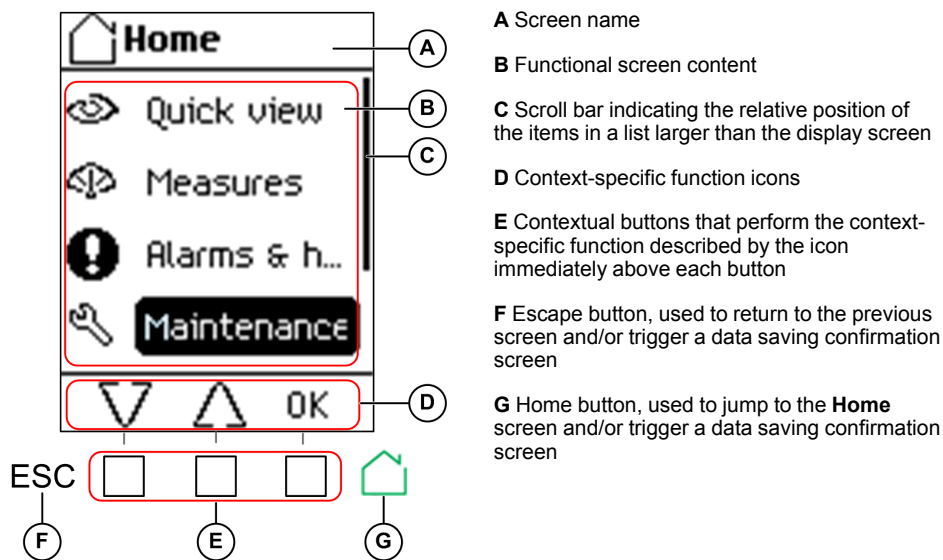 Home
A
Quick view
B
C
Measures
Alarms & h...
Maintenance
OK
D
ESC
F
E
G
A Screen name
B Functional screen content
C Scroll bar indicating the relative position of
the items in a list larger than the display screen
D Context-specific function icons
E Contextual buttons that perform the context-
specific function described by the icon
immediately above each button
F Escape button, used to return to the previous
screen and/or trigger a data saving confirmation
screen
G Home button, used to jump to the Home
screen and/or trigger a data saving confirmation
screen